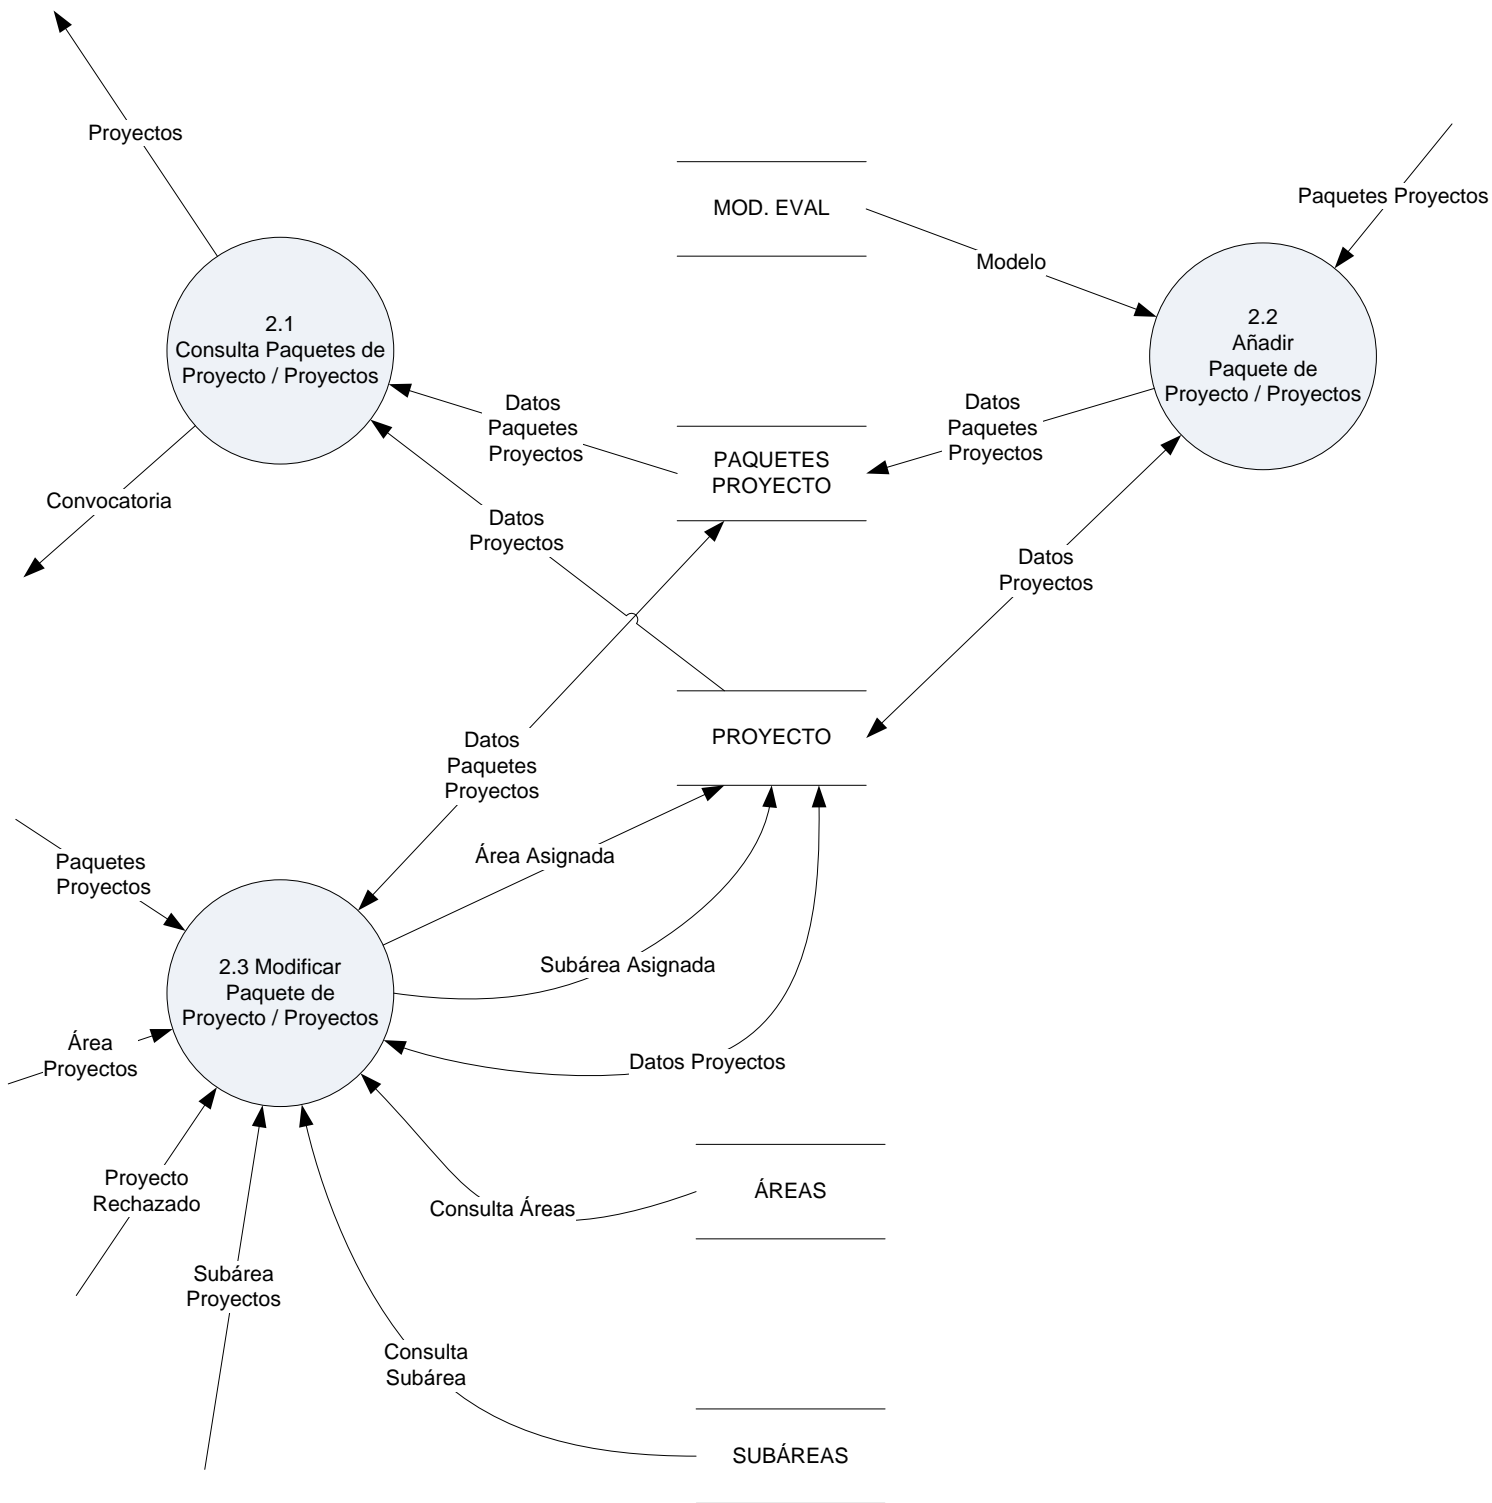 Proyectos
Paquetes Proyectos
MOD. EVAL
Modelo
2.1
Consulta Paquetes de
Proyecto / Proyectos
2.2
Añadir
Paquete de
Proyecto / Proyectos
Datos
Paquetes
Proyectos
Datos
Paquetes
Proyectos
PAQUETES
PROYECTO
Convocatoria
Datos
Proyectos
Datos
Proyectos
PROYECTO
Datos
Paquetes
Proyectos
Paquetes
Proyectos
Área Asignada
2.3 Modificar
Paquete de
Proyecto / Proyectos
Subárea Asignada
Área
Proyectos
Datos Proyectos
Proyecto
Rechazado
Consulta Áreas
ÁREAS
Subárea
Proyectos
Consulta
Subárea
SUBÁREAS